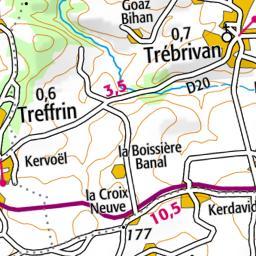 Goaz
Bihan
0,7
Trébrivan
3,5
D20
0,6
Treffrin
Kervoël
la Boissière
Banal
la Croix
Neuve
10,5
Kerdavid
177